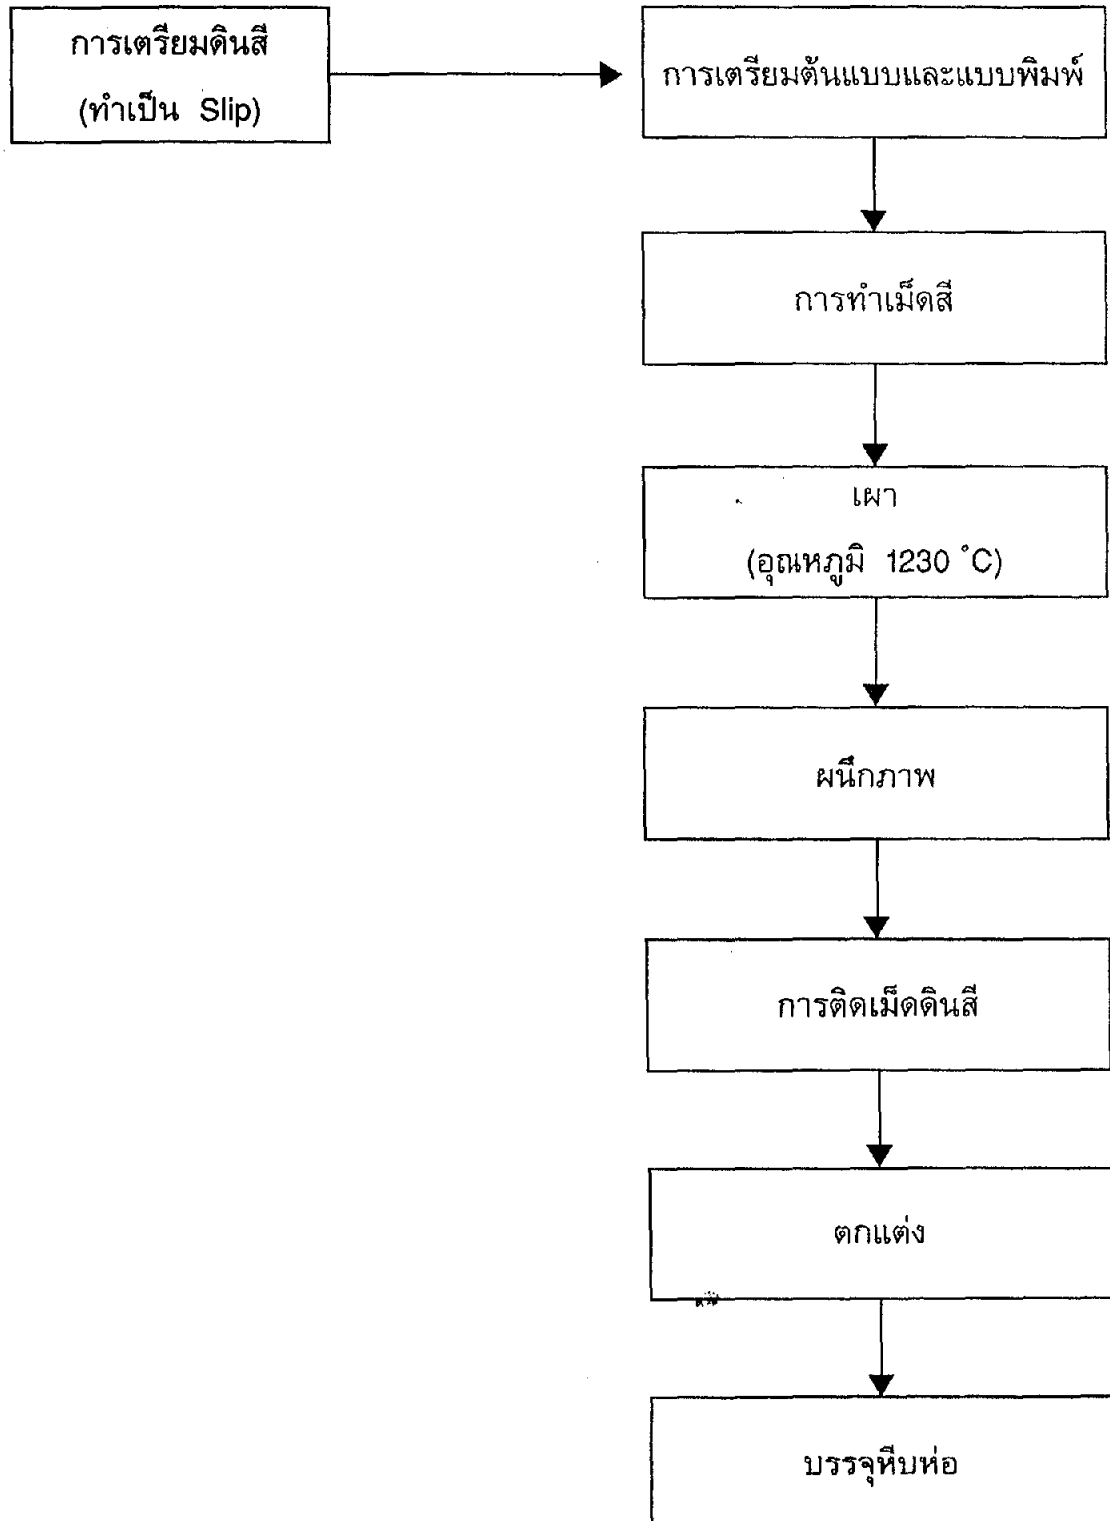 การเตรียมดินสี
(ทำเป็น Slip)
การเตรียมต้นแบบและแบบพิมพ์
การทำเม็ดสี
เผา
(อุณหภูมิ 1230 °C)
ผนึกภาพ
การติดเม็ดดินสี
ตกแต่ง
บรรจุหีบห่อ